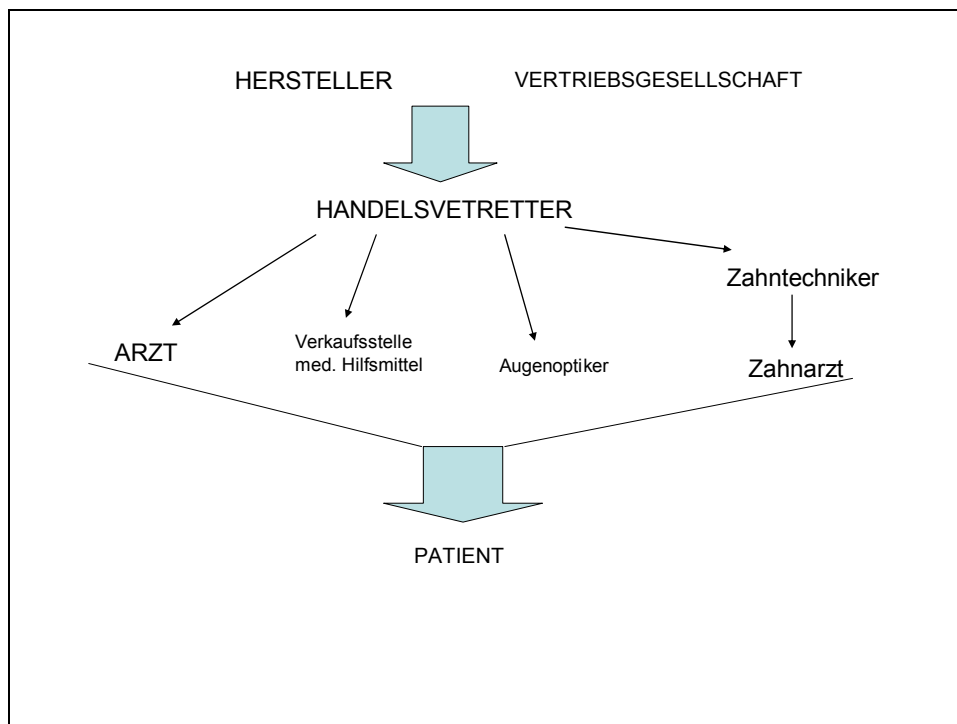 HERSTELLER
VERTRIEBSGESELLSCHAFT
HANDELSVETRETTER
Zahntechniker
ARZT
Verkaufsstelle
med. Hilfsmittel
Augenoptiker
Zahnarzt
PATIENT